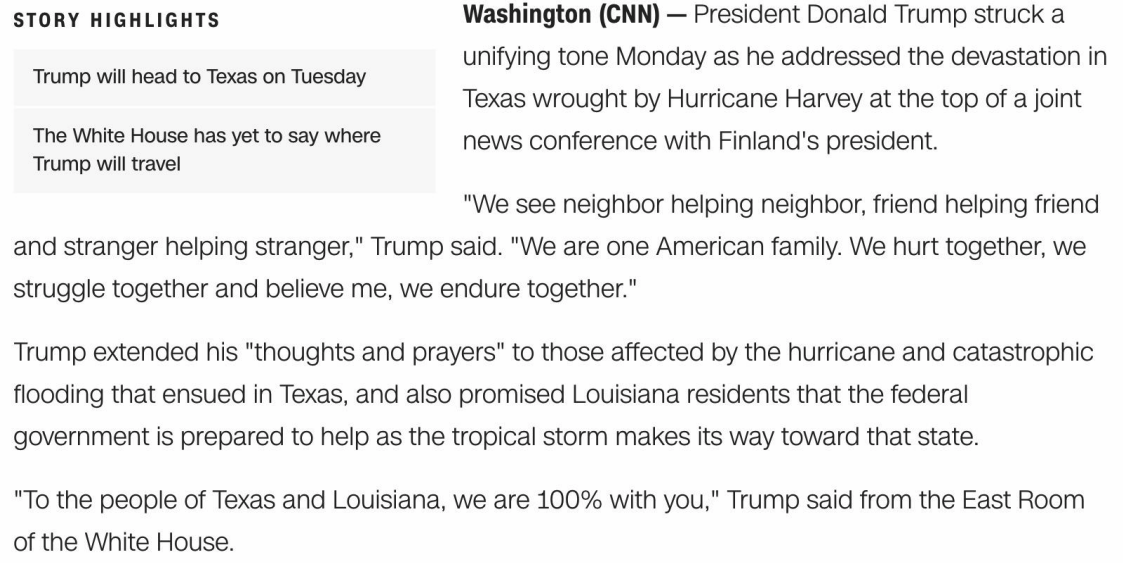 STORY HIGHLIGHTS
Trump will head to Texas on Tuesday
The White House has yet to say where
Trump will travel
Washington (CNN) — President Donald Trump struck a
unifying tone Monday as he addressed the devastation in
Texas wrought by Hurricane Harvey at the top of a joint
news conference with Finland's president.
"We see neighbor helping neighbor, friend helping friend
and stranger helping stranger," Trump said. "We are one American family. We hurt together, we
struggle together and believe me, we endure together."
Trump extended his "thoughts and prayers" to those affected by the hurricane and catastrophic
flooding that ensued in Texas, and also promised Louisiana residents that the federal
government is prepared to help as the tropical storm makes its way toward that state.
"To the people of Texas and Louisiana, we are 100% with you," Trump said from the East Room
of the White House.